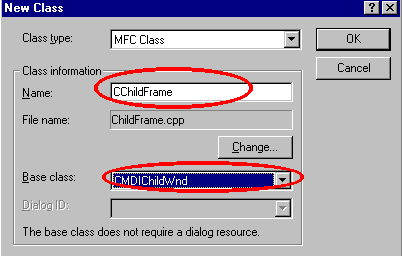 New Class
Class type: MFC Class
OK
Cancel
Class information
Name: CChildFrame
File name: ChildFrame.cpp
Change...
Base class: CMDIChildWnd
Dialog ID:
The base class does not require a dialog resource.